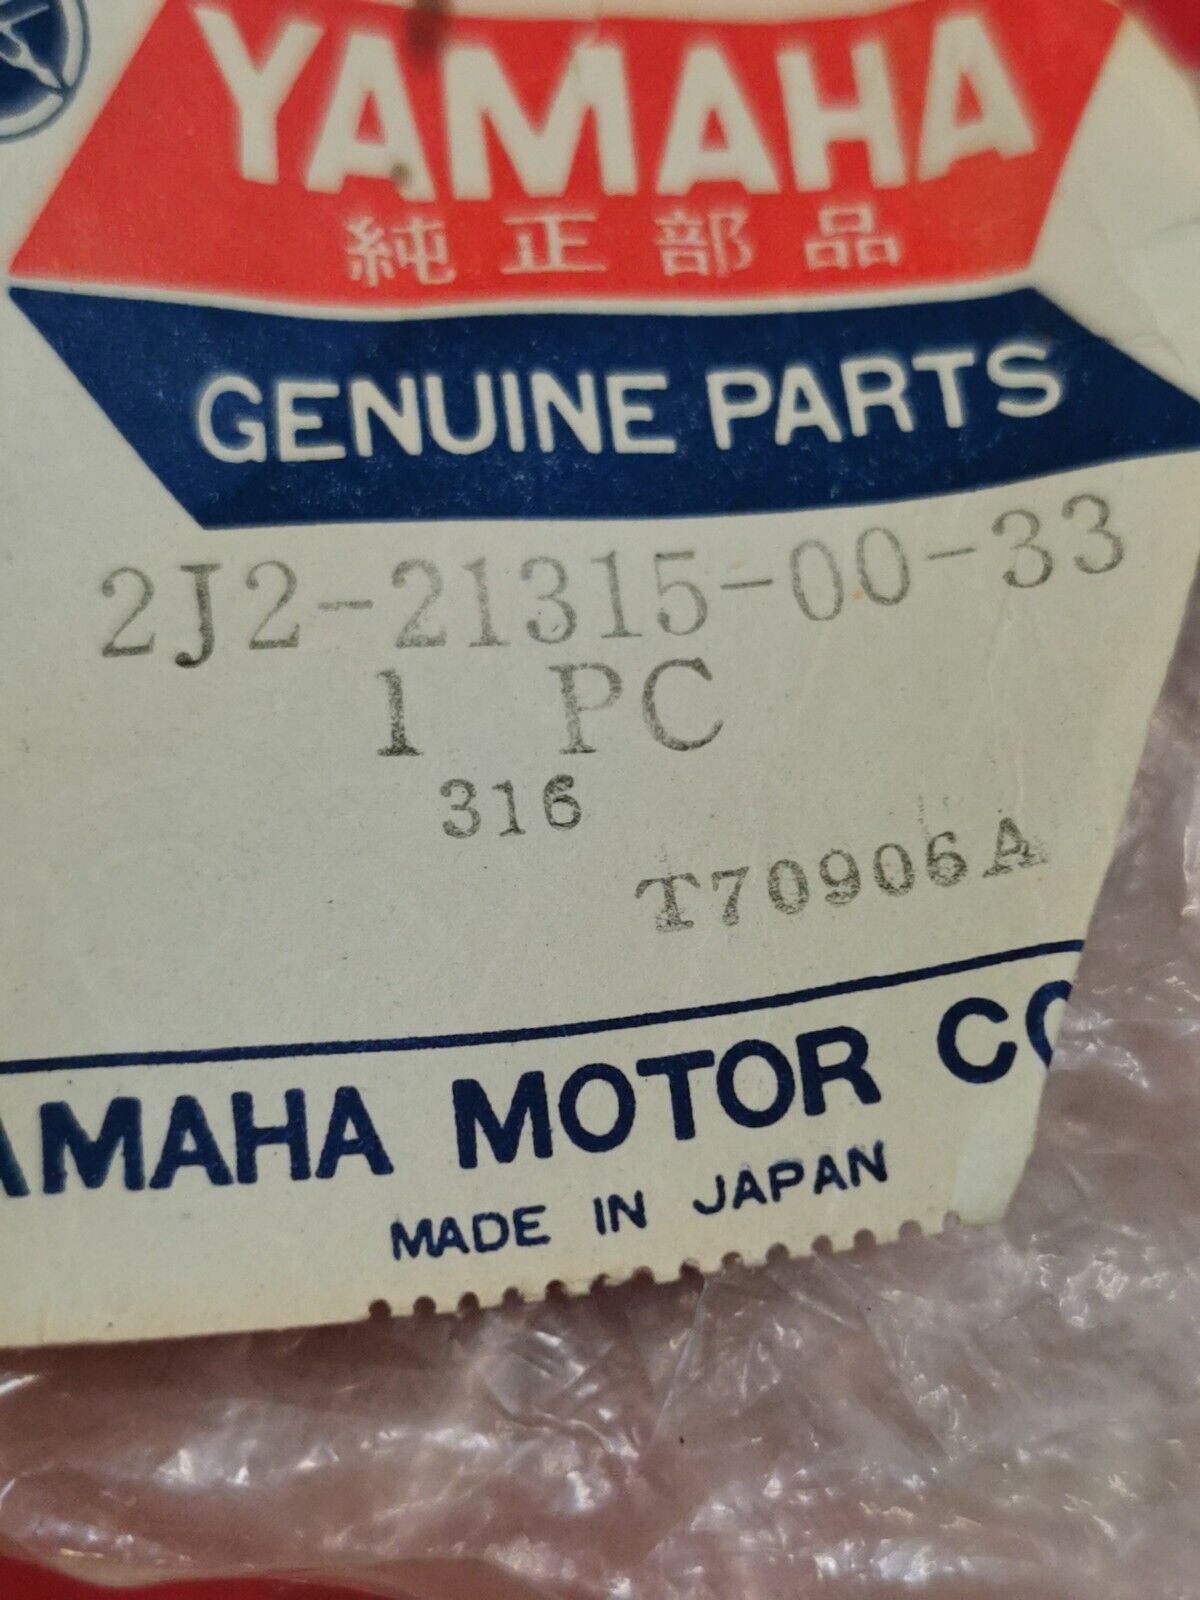 YAMAHA
純正部品
GENUINE PARTS
2J2-21315-00-33
1 PC
316
T70906A
AMAHA MOTOR CO
MADE IN JAPAN